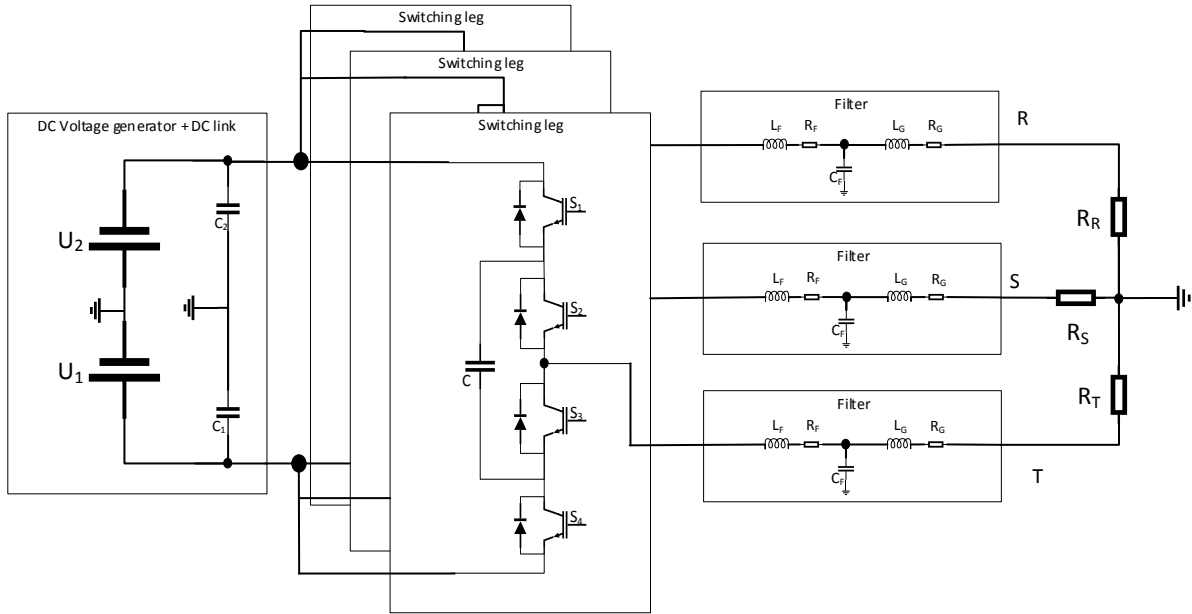 Switching leg
Switching leg
Switching leg
DC Voltage generator + DC link
U2
U1
C2
C1
S1
S2
C
S3
S4
Filter
LF RF LG RG
CF
R
Filter
LF RF LG RG
CF
S
Filter
LF RF LG RG
CF
T
RR
RS
RT